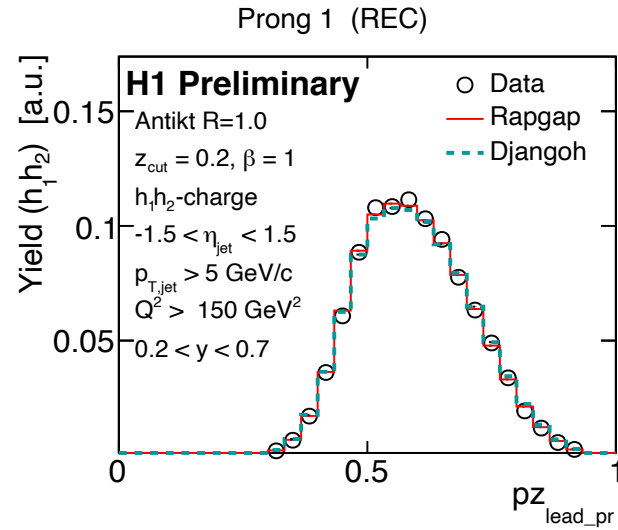 Prong 1 (REC)
H1 Preliminary
Antikt R=1.0
z_cut = 0.2, β = 1
h₁h₂-charge
-1.5 < η_jet < 1.5
p_T,jet > 5 GeV/c
Q² > 150 GeV²
0.2 < y < 0.7
Data
Rapgap
Djangoh
Yield (h₁h₂) [a.u.]
0.15
0.1
0.05
0
0
0.5
1
pz_lead_pr